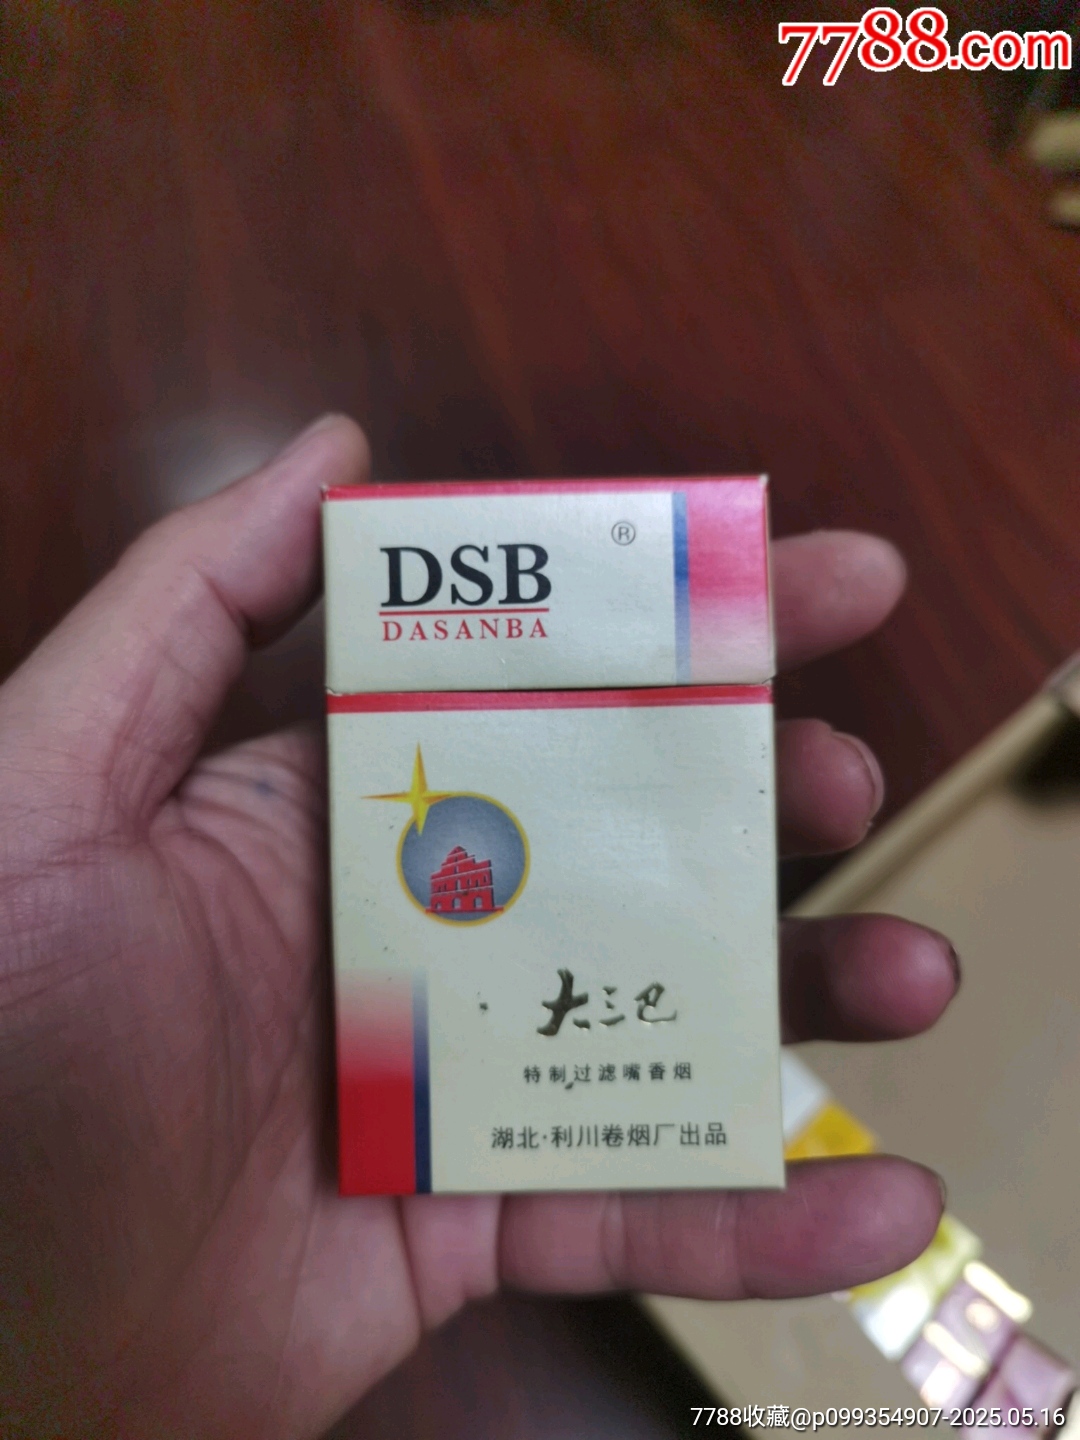 7788.com
DSB
®
DASANBA
大三巴
特制过滤嘴香烟
湖北·利川卷烟厂出品
7788收藏@p099354907-2025.05.16